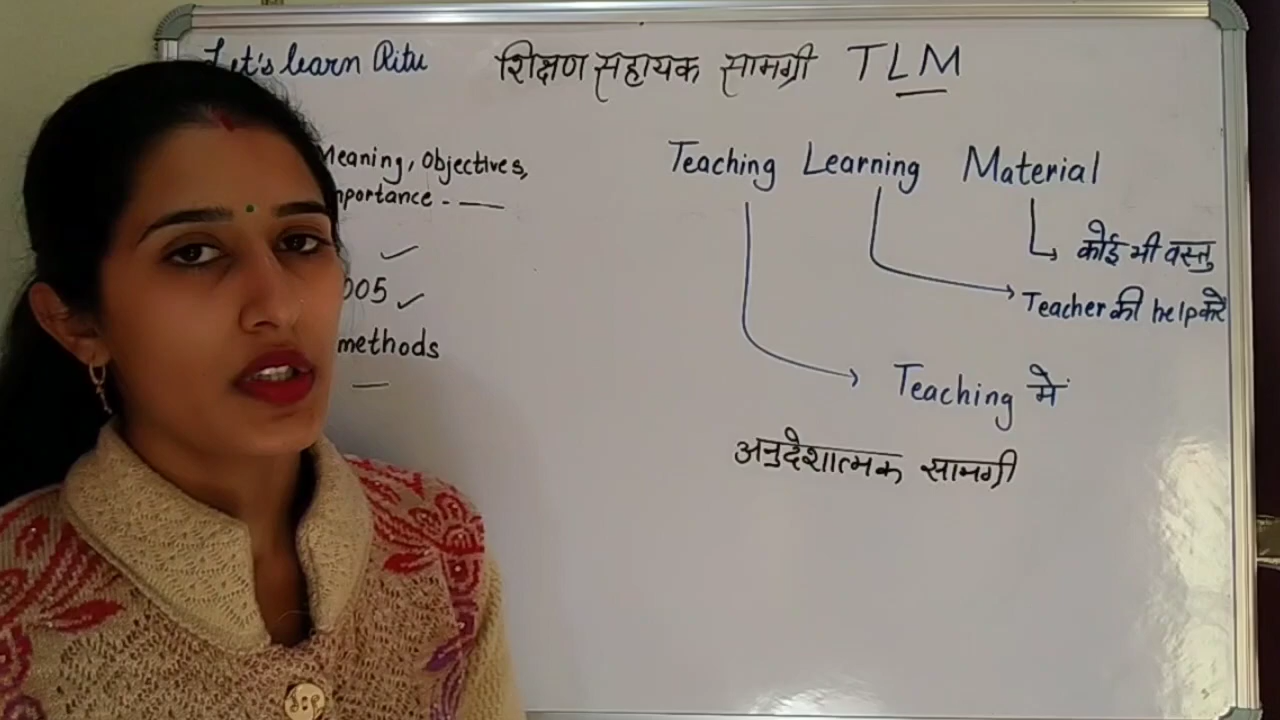 Let's learn Ritu
शिक्षण सहायक सामग्री TLM
Meaning, Objectives,
mportance - —
005 ✓
methods
Teaching Learning Material
कोई भी वस्तु
Teacher की help करे
Teaching में
अनुदेशात्मक सामग्री